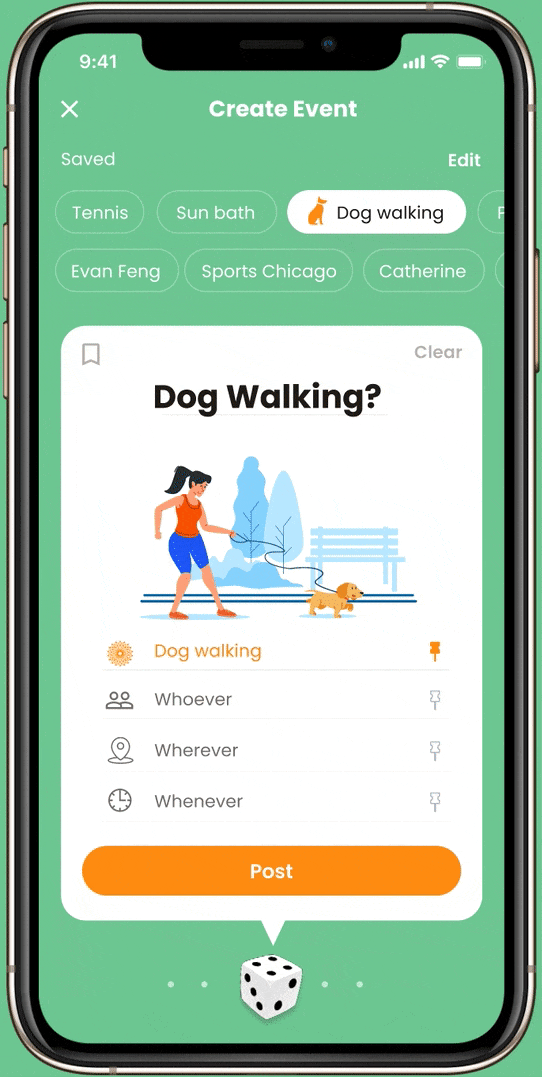 9:41
Create Event
Saved Edit
Tennis Sun bath Dog walking
Evan Feng Sports Chicago Catherine
Clear
Dog Walking?
Dog walking
Whoever
Wherever
Whenever
Post